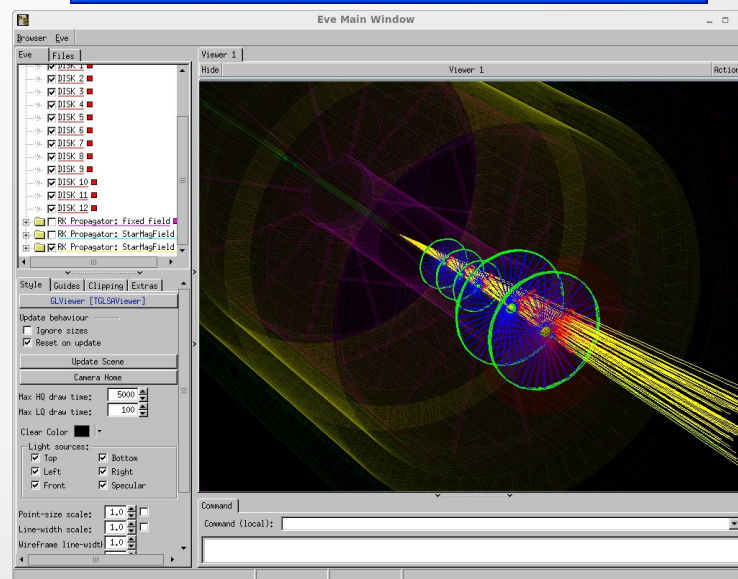 Eve Main Window
Browser Eve
Eve Files
Viewer 1
Hide Viewer 1 Action
DISK 1
DISK 2
DISK 3
DISK 4
DISK 5
DISK 6
DISK 7
DISK 8
DISK 9
DISK 10
DISK 11
DISK 12
RK Propagator: fixed field
RK Propagator: StarMagField
RK Propagator: StarMagField
Style Guides Clipping Extras
GLViewer [TGLSAViewer]
Update behaviour
Ignore sizes
Reset on update
Update Scene
Camera Home
Max HQ draw time: 5000
Max LQ draw time: 100
Clear Color
Light sources:
Top Bottom
Left Right
Front Specular
Point-size scale: 1.0
Line-width scale: 1.0
Wireframe line-width 1.0
Command
Command (local):